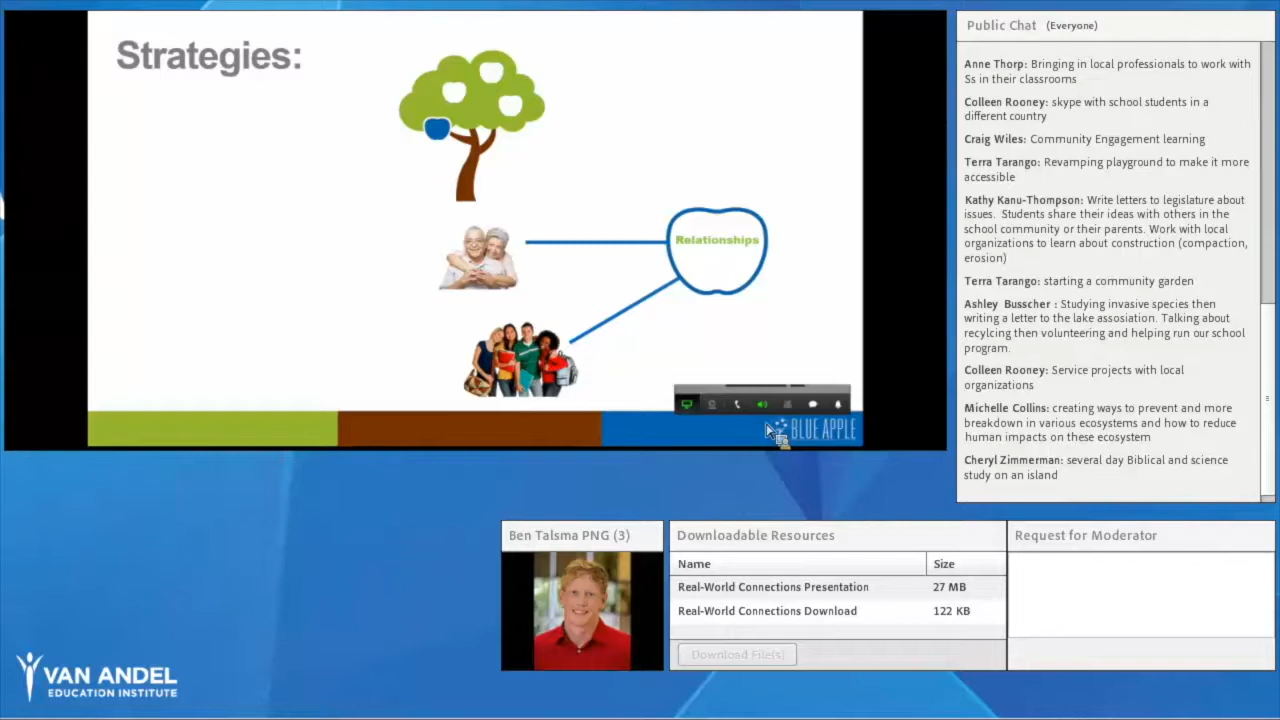 Strategies:
Relationships
BLUE APPLE
Public Chat (Everyone)
Anne Thorp: Bringing in local professionals to work with
Ss in their classrooms
Colleen Rooney: skype with school students in a
different country
Craig Wiles: Community Engagement learning
Terra Tarango: Revamping playground to make it more
accessible
Kathy Kanu-Thompson: Write letters to legislature about
issues. Students share their ideas with others in the
school community or their parents. Work with local
organizations to learn about construction (compaction,
erosion)
Terra Tarango: starting a community garden
Ashley Busscher : Studying invasive species then
writing a letter to the lake assosiation. Talking about
recylcing then volunteering and helping run our school
program.
Colleen Rooney: Service projects with local
organizations
Michelle Collins: creating ways to prevent and more
breakdown in various ecosystems and how to reduce
human impacts on these ecosystem
Cheryl Zimmerman: several day Biblical and science
study on an island
Ben Talsma PNG (3)
Downloadable Resources
Name Size
Real-World Connections Presentation 27 MB
Real-World Connections Download 122 KB
Download File(s)
Request for Moderator
VAN ANDEL
EDUCATION INSTITUTE